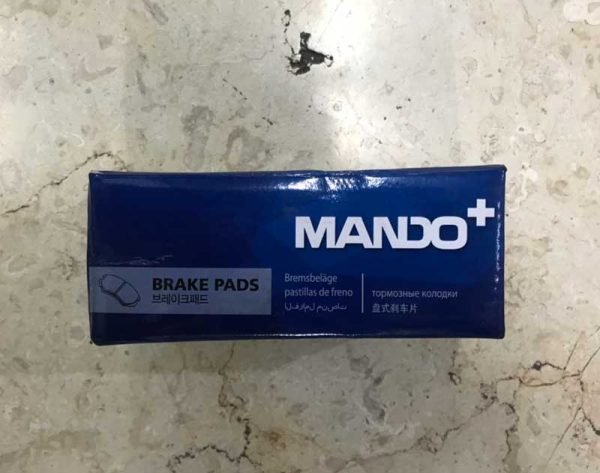 MANDO+
BRAKE PADS
브레이크패드
Bremsbeläge
pastillas de freno
الفرامل منصات
тормозные колодки
盘式刹车片